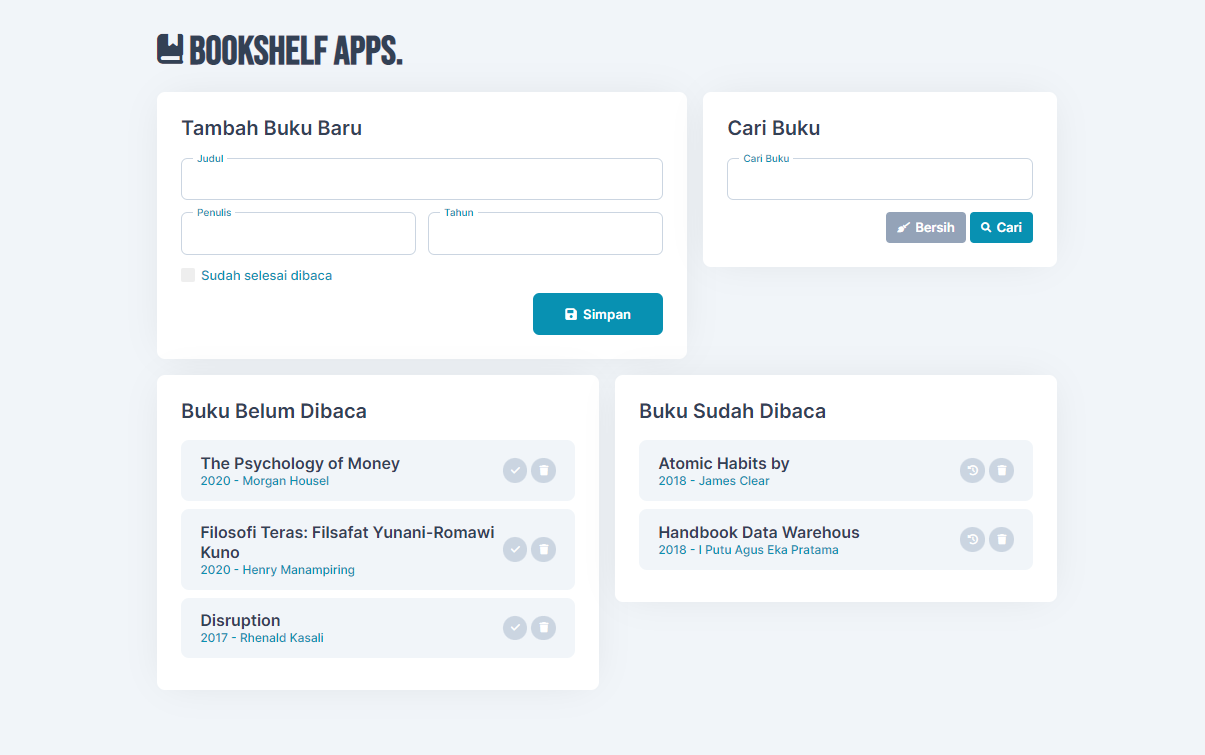 BOOKSHELF APPS.
Tambah Buku Baru
Judul
Penulis
Tahun
Sudah selesai dibaca
Simpan
Cari Buku
Cari Buku
Bersih
Cari
Buku Belum Dibaca
The Psychology of Money
2020 - Morgan Housel
Filosofi Teras: Filsafat Yunani-Romawi
Kuno
2020 - Henry Manampiring
Disruption
2017 - Rhenald Kasali
Buku Sudah Dibaca
Atomic Habits by
2018 - James Clear
Handbook Data Warehous
2018 - I Putu Agus Eka Pratama